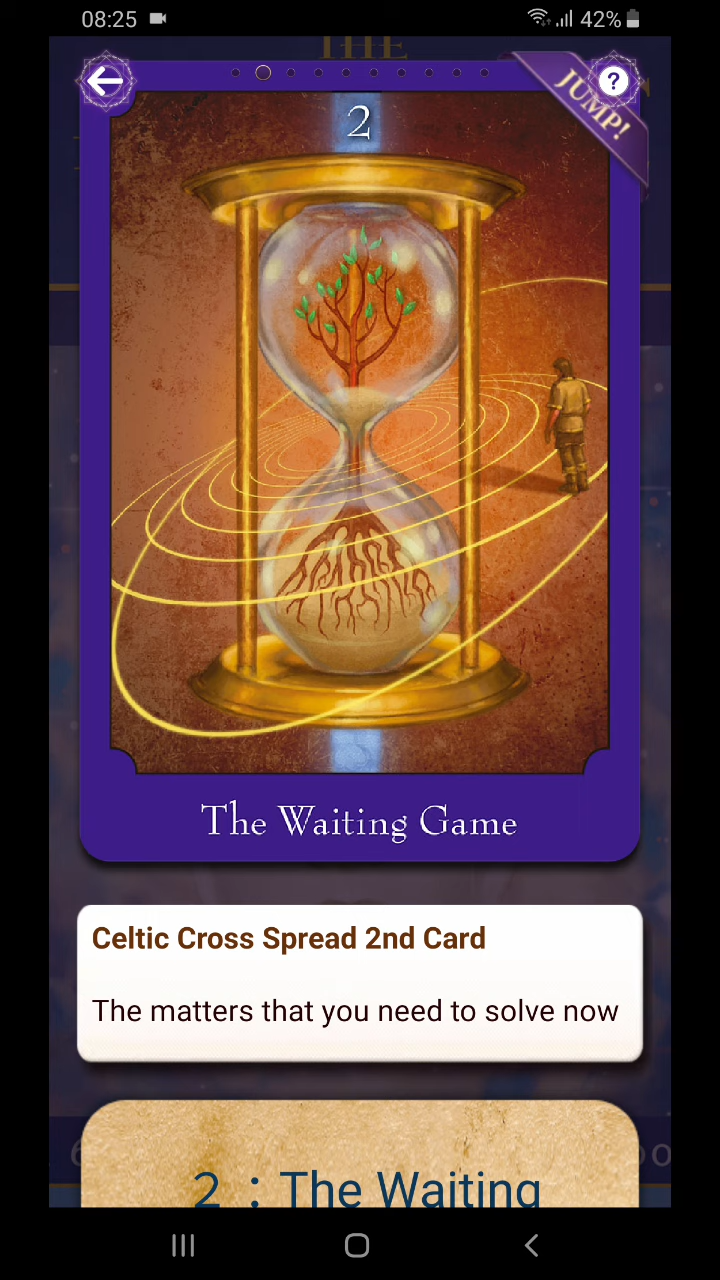 08:25
42%
THE
JUMP!
?
2
The Waiting Game
Celtic Cross Spread 2nd Card
The matters that you need to solve now
2 : The Waiting